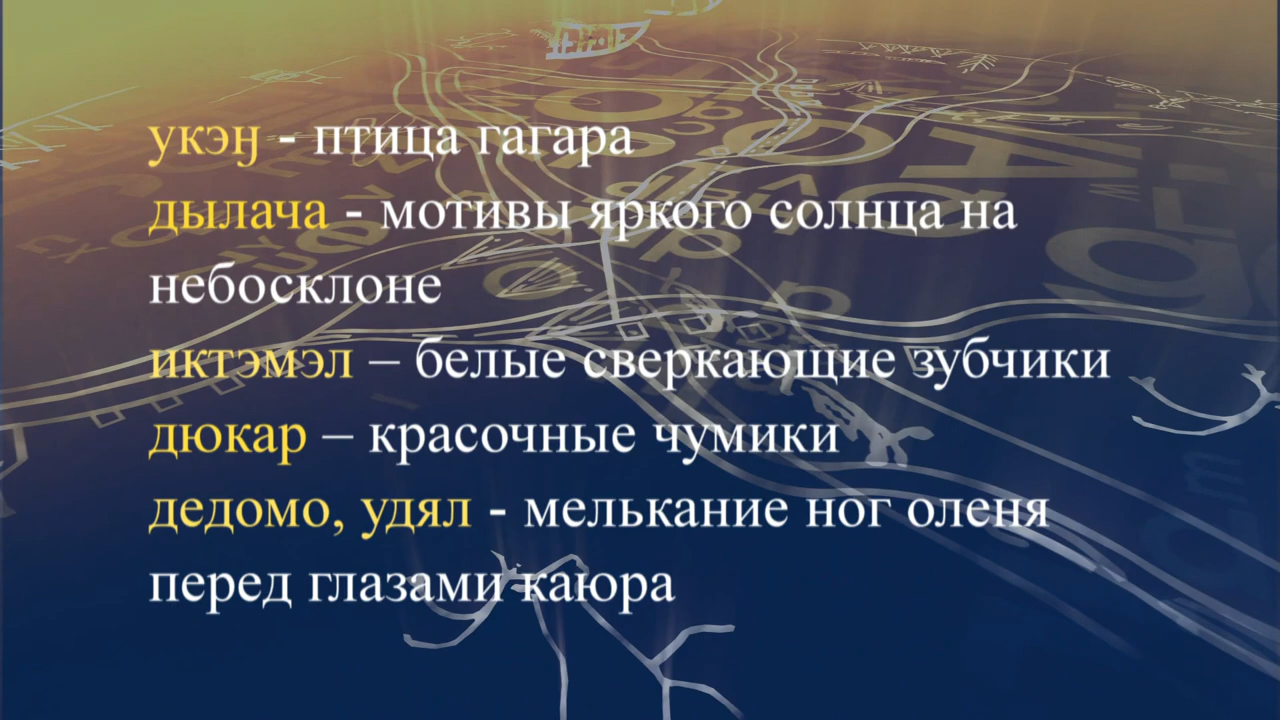 укэӈ - птица гагара
дылача - мотивы яркого солнца на
небосклоне
иктэмэл – белые сверкающие зубчики
дюкар – красочные чумики
дедомо, удял - мелькание ног оленя
перед глазами каюра